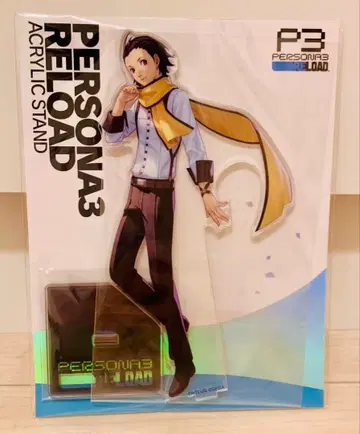 PERSONA3
RELOAD
ACRYLIC STAND
P3
PERSONA3
RELOAD
PERSONA3
RELOAD